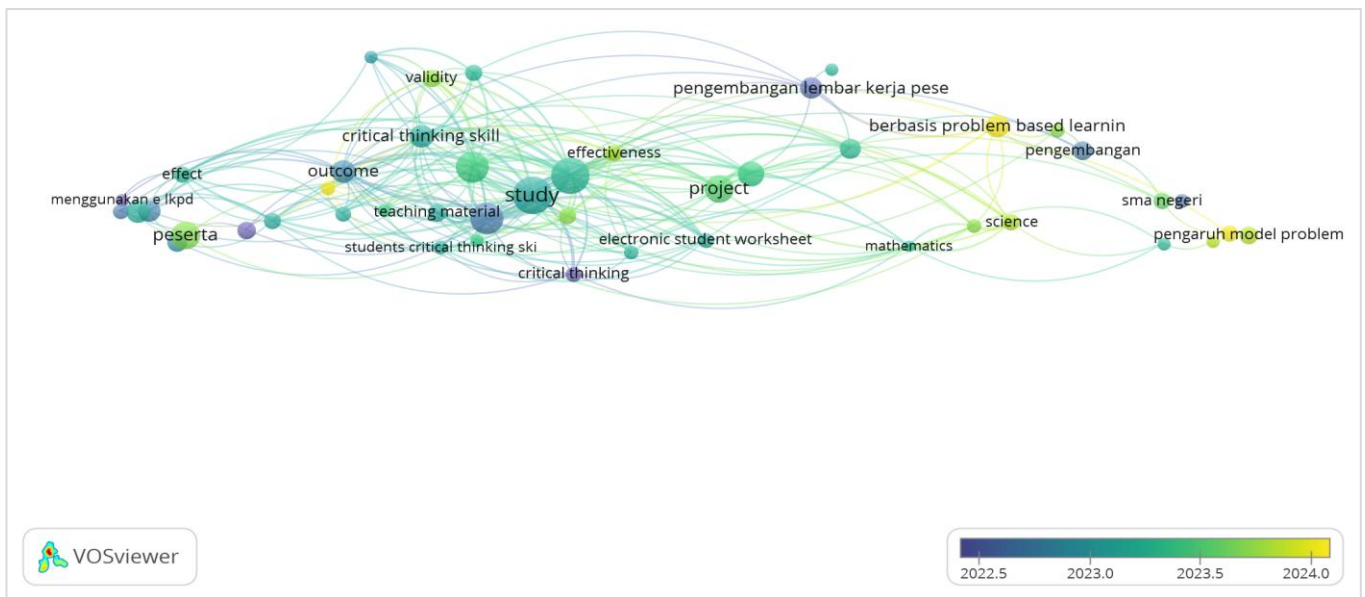 validity
pengembangan lembar kerja pese
critical thinking skill
berbasis problem based learnin
effectiveness
pengembangan
effect
outcome
study
project
menggunakan e lkpd
sma negeri
teaching material
science
peserta
pengaruh model problem
students critical thinking ski
electronic student worksheet
mathematics
critical thinking
VOSviewer
2022.5 2023.0 2023.5 2024.0